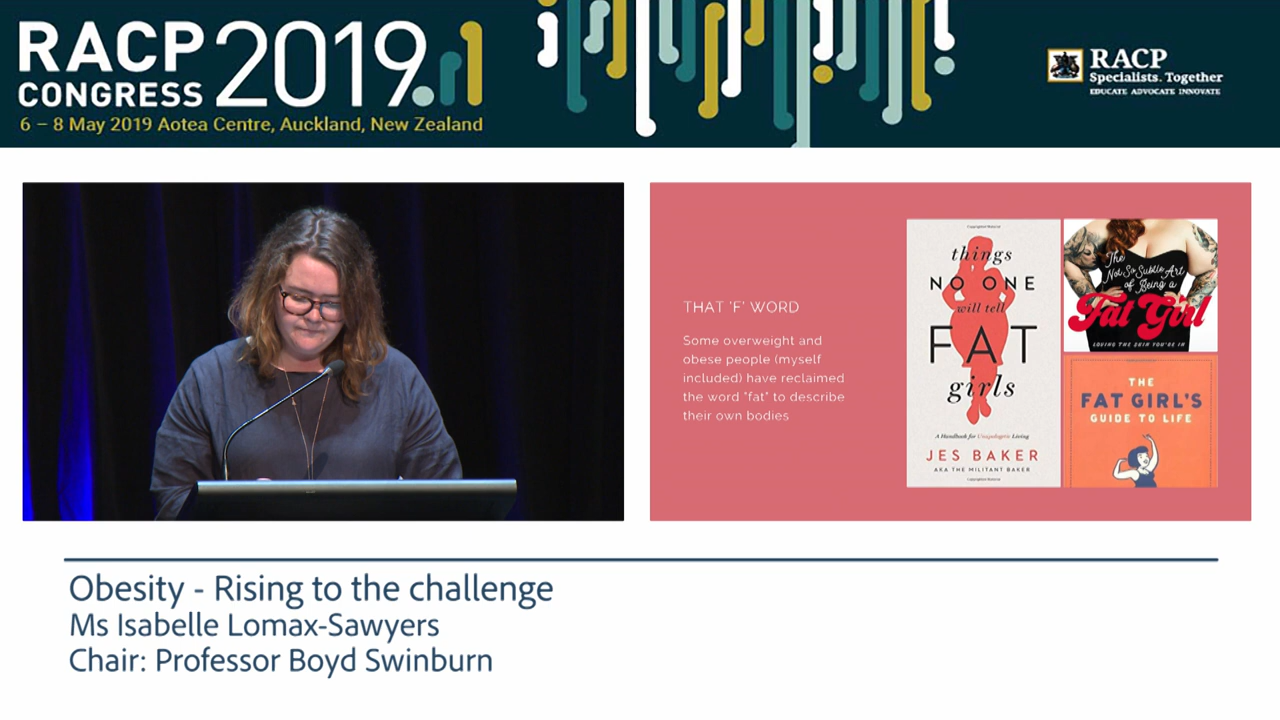 RACP
CONGRESS
2019
6 – 8 May 2019 Aotea Centre, Auckland, New Zealand
RACP
Specialists. Together
EDUCATE ADVOCATE INNOVATE
THAT 'F' WORD
Some overweight and
obese people (myself
included) have reclaimed
the word "fat" to describe
their own bodies
things
NO ONE
will tell
FAT
girls
A Handbook for Unapologetic Living
JES BAKER
AKA THE MILITANT BAKER
The
Not So Subtle Art
of Being a
Fat Girl
LOVING THE SKIN YOU'RE IN
THE
FAT GIRL'S
GUIDE TO LIFE
Obesity - Rising to the challenge
Ms Isabelle Lomax-Sawyers
Chair: Professor Boyd Swinburn